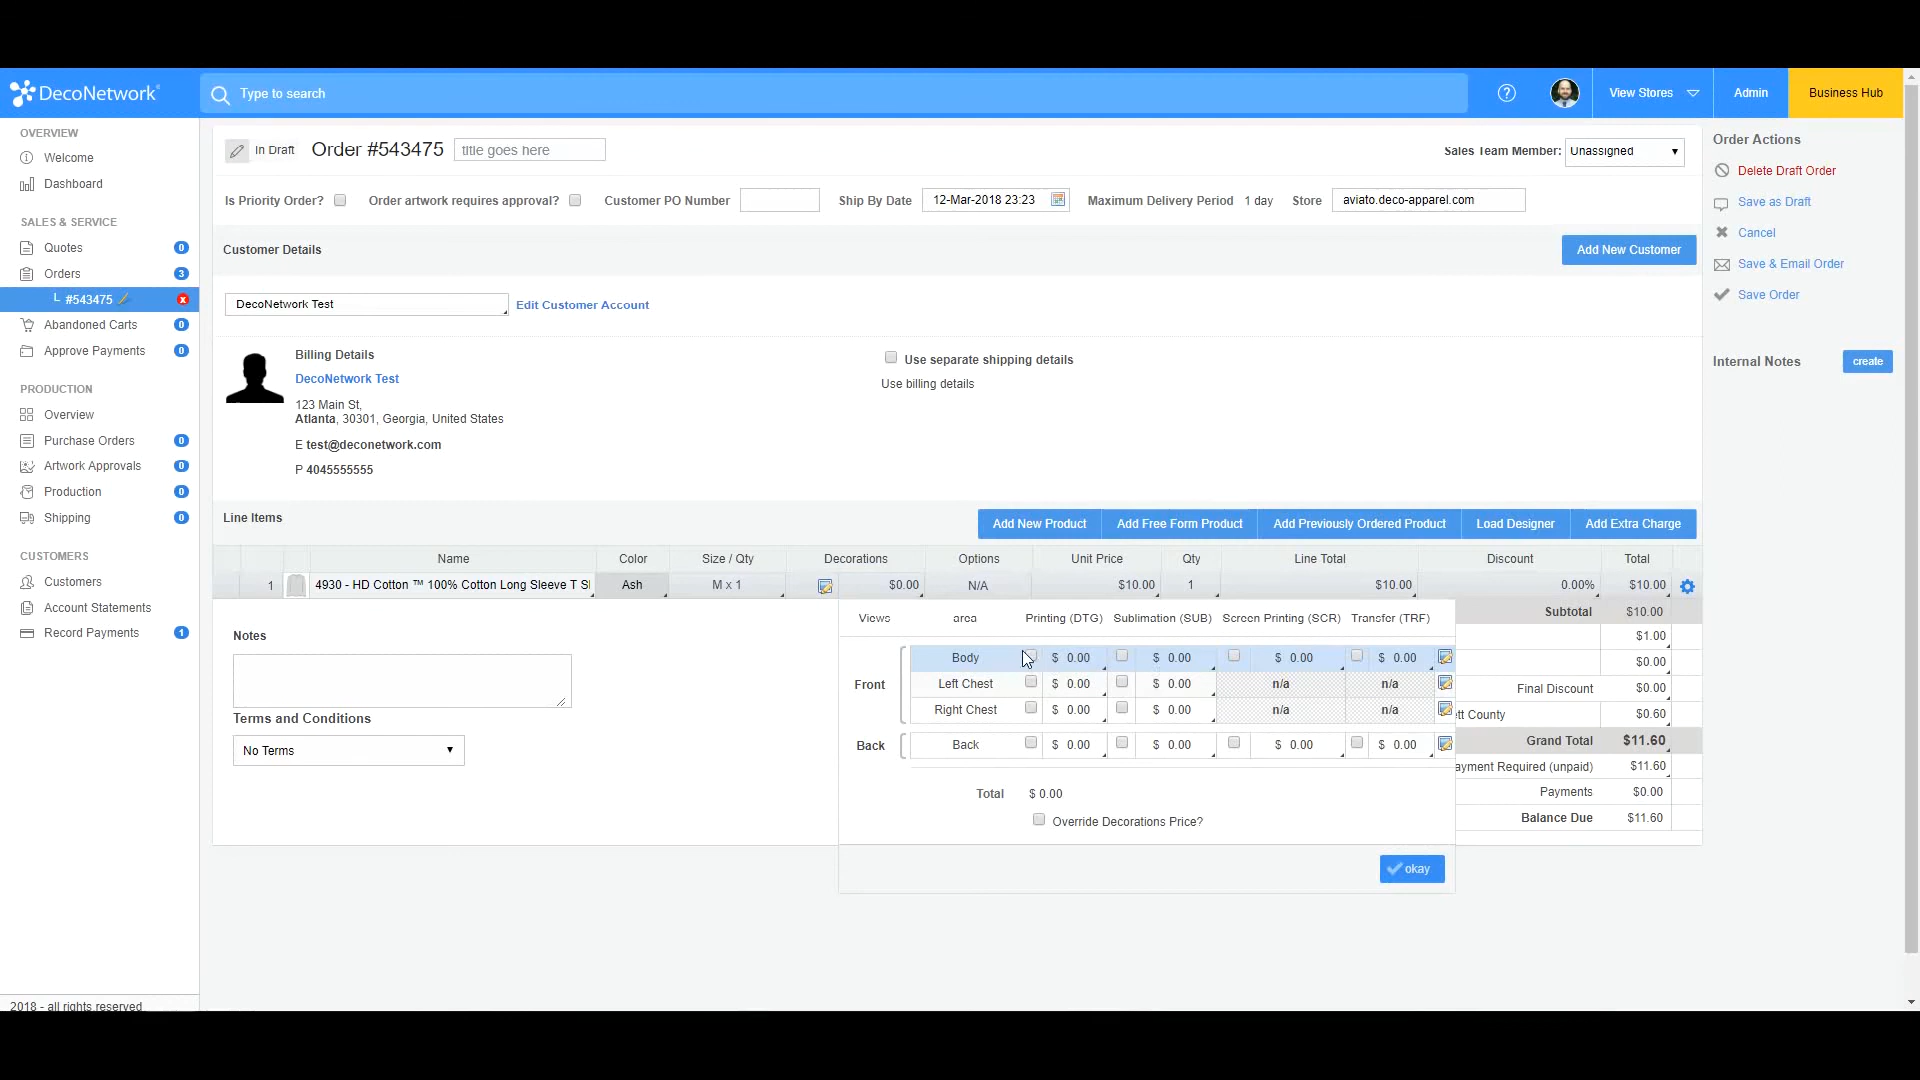 DecoNetwork
Type to search
?
View Stores
Admin
Business Hub
OVERVIEW
Welcome
Dashboard
SALES & SERVICE
Quotes 0
Orders 3
#543475 x
Abandoned Carts 0
Approve Payments 0
PRODUCTION
Overview
Purchase Orders 0
Artwork Approvals 0
Production 0
Shipping 0
CUSTOMERS
Customers
Account Statements
Record Payments 1
2018 - all rights reserved
In Draft Order #543475 title goes here
Sales Team Member: Unassigned
Is Priority Order? Order artwork requires approval? Customer PO Number Ship By Date 12-Mar-2018 23:23 Maximum Delivery Period 1 day Store aviato.deco-apparel.com
Customer Details Add New Customer
DecoNetwork Test Edit Customer Account
Billing Details
DecoNetwork Test
123 Main St,
Atlanta, 30301, Georgia, United States
E test@deconetwork.com
P 4045555555
Use separate shipping details
Use billing details
Line Items Add New Product Add Free Form Product Add Previously Ordered Product Load Designer Add Extra Charge
Name Color Size / Qty Decorations Options Unit Price Qty Line Total Discount Total
1 4930 - HD Cotton ™ 100% Cotton Long Sleeve T S Ash M x 1 $0.00 N/A $10.00 1 $10.00 0.00% $10.00
Notes
Terms and Conditions
No Terms
Views area Printing (DTG) Sublimation (SUB) Screen Printing (SCR) Transfer (TRF)
Front
Body $ 0.00 $ 0.00 $ 0.00 $ 0.00
Left Chest $ 0.00 $ 0.00 n/a n/a
Right Chest $ 0.00 $ 0.00 n/a n/a
Back Back $ 0.00 $ 0.00 $ 0.00 $ 0.00
Total $ 0.00
Override Decorations Price?
okay
Subtotal $10.00
$1.00
$0.00
Final Discount $0.00
tt County $0.60
Grand Total $11.60
ayment Required (unpaid) $11.60
Payments $0.00
Balance Due $11.60
Order Actions
Delete Draft Order
Save as Draft
Cancel
Save & Email Order
Save Order
Internal Notes create